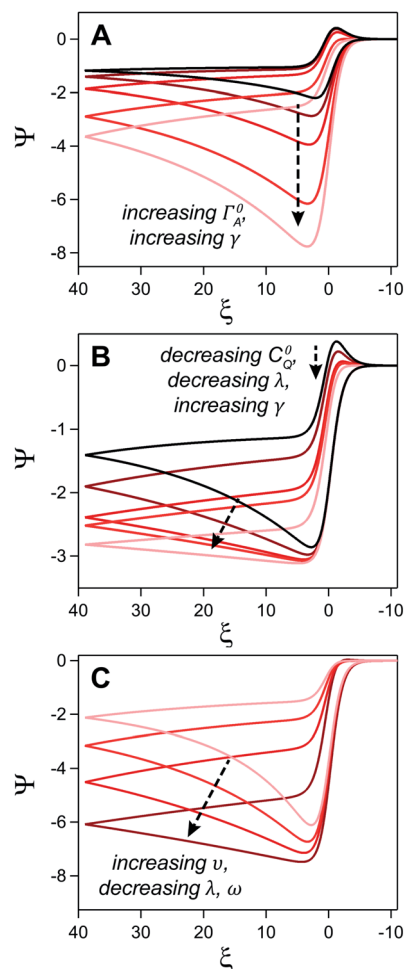 A
0
-2
-4
-6
-8
Ψ
increasing Γ_A^0,
increasing γ
40 30 20 10 0 -10
ξ
B
0
-1
-2
-3
Ψ
decreasing C_Q^0,
decreasing λ,
increasing γ
40 30 20 10 0 -10
ξ
C
0
-2
-4
-6
-8
Ψ
increasing υ,
decreasing λ, ω
40 30 20 10 0 -10
ξ